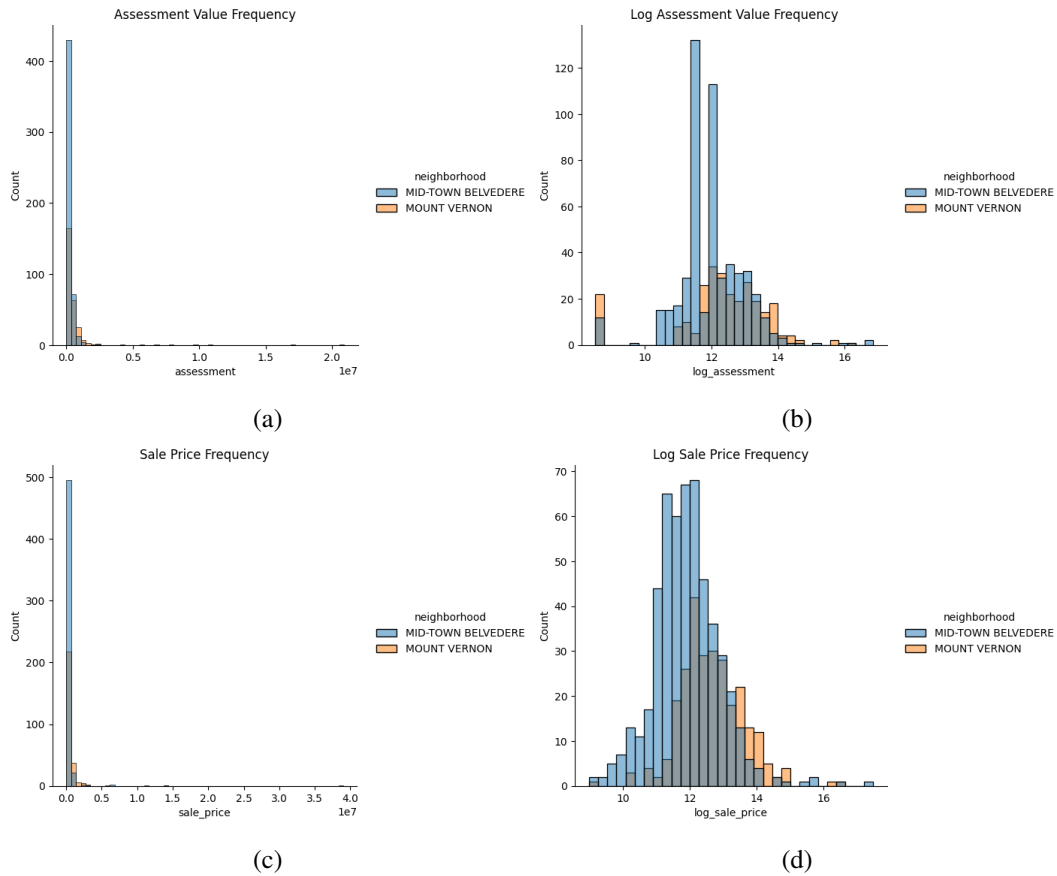 Assessment Value Frequency
400
300
200
100
0
Count
0.0 0.5 1.0 1.5 2.0
1e7
assessment
neighborhood
MID-TOWN BELVEDERE
MOUNT VERNON
(a)
Log Assessment Value Frequency
120
100
80
60
40
20
0
Count
10 12 14 16
log_assessment
neighborhood
MID-TOWN BELVEDERE
MOUNT VERNON
(b)
Sale Price Frequency
500
400
300
200
100
0
Count
0.0 0.5 1.0 1.5 2.0 2.5 3.0 3.5 4.0
1e7
sale_price
neighborhood
MID-TOWN BELVEDERE
MOUNT VERNON
(c)
Log Sale Price Frequency
70
60
50
40
30
20
10
0
Count
10 12 14 16
log_sale_price
neighborhood
MID-TOWN BELVEDERE
MOUNT VERNON
(d)